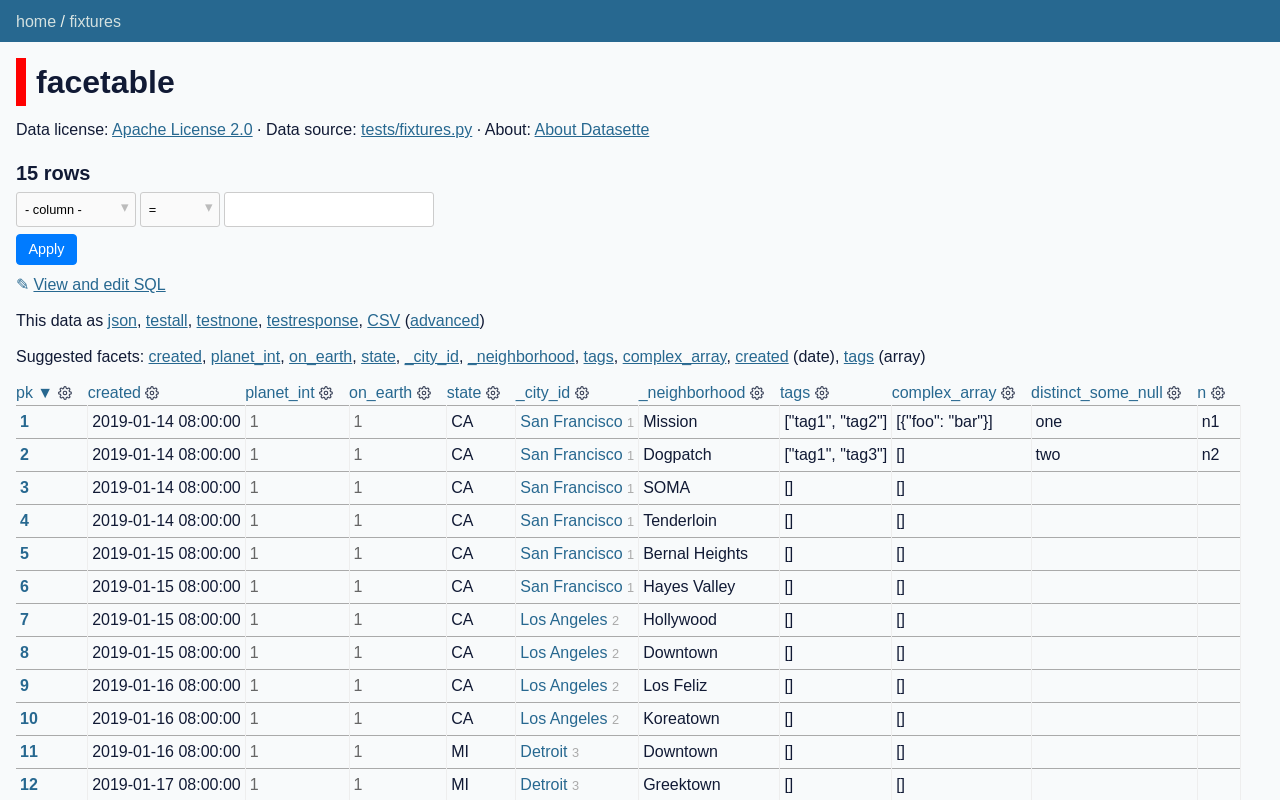 home / fixtures
facetable
Data license: Apache License 2.0 · Data source: tests/fixtures.py · About: About Datasette
15 rows
- column - ▼ = ▼
Apply
✎ View and edit SQL
This data as json, testall, testnone, testresponse, CSV (advanced)
Suggested facets: created, planet_int, on_earth, state, _city_id, _neighborhood, tags, complex_array, created (date), tags (array)
pk ▼ created planet_int on_earth state _city_id _neighborhood tags complex_array distinct_some_null n
1 2019-01-14 08:00:00 1 1 CA San Francisco 1 Mission ["tag1", "tag2"] [{"foo": "bar"}] one n1
2 2019-01-14 08:00:00 1 1 CA San Francisco 1 Dogpatch ["tag1", "tag3"] [] two n2
3 2019-01-14 08:00:00 1 1 CA San Francisco 1 SOMA [] []
4 2019-01-14 08:00:00 1 1 CA San Francisco 1 Tenderloin [] []
5 2019-01-15 08:00:00 1 1 CA San Francisco 1 Bernal Heights [] []
6 2019-01-15 08:00:00 1 1 CA San Francisco 1 Hayes Valley [] []
7 2019-01-15 08:00:00 1 1 CA Los Angeles 2 Hollywood [] []
8 2019-01-15 08:00:00 1 1 CA Los Angeles 2 Downtown [] []
9 2019-01-16 08:00:00 1 1 CA Los Angeles 2 Los Feliz [] []
10 2019-01-16 08:00:00 1 1 CA Los Angeles 2 Koreatown [] []
11 2019-01-16 08:00:00 1 1 MI Detroit 3 Downtown [] []
12 2019-01-17 08:00:00 1 1 MI Detroit 3 Greektown [] []